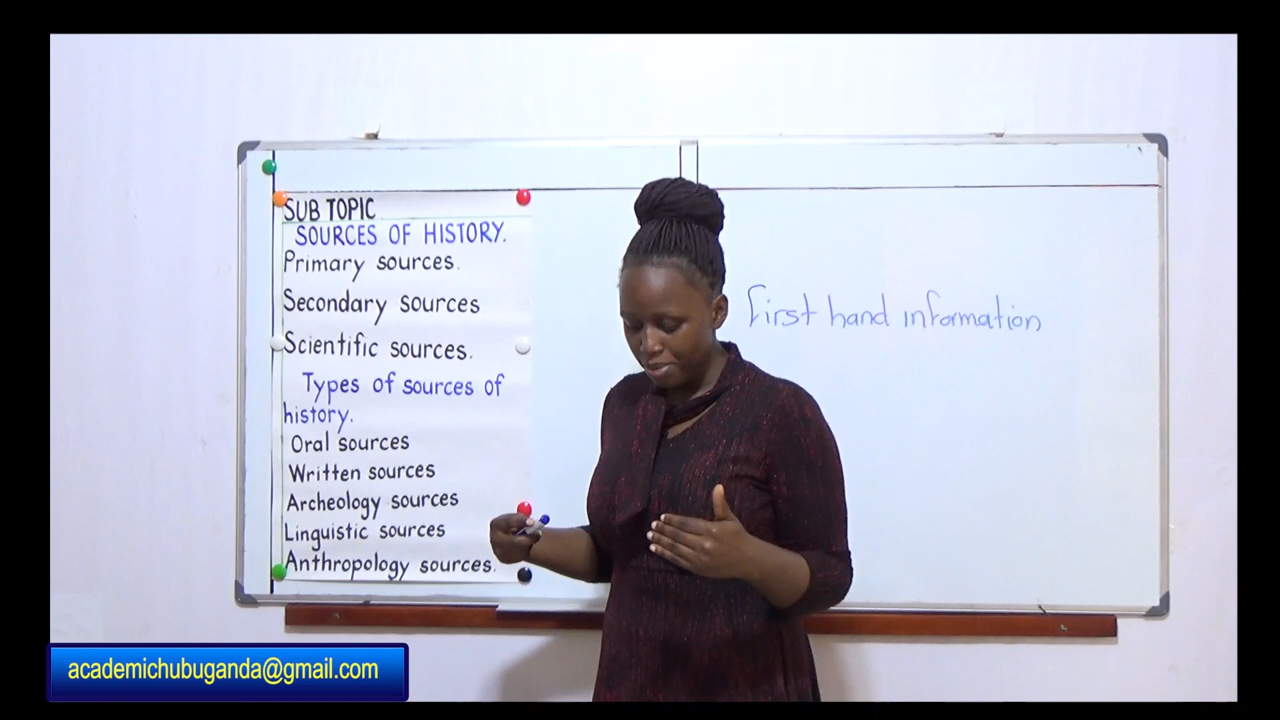 SUB TOPIC
SOURCES OF HISTORY.
Primary sources.
Secondary sources
Scientific sources.
Types of sources of
history.
Oral sources
Written sources
Archeology sources
Linguistic sources
Anthropology sources.
First hand information
academichubuganda@gmail.com